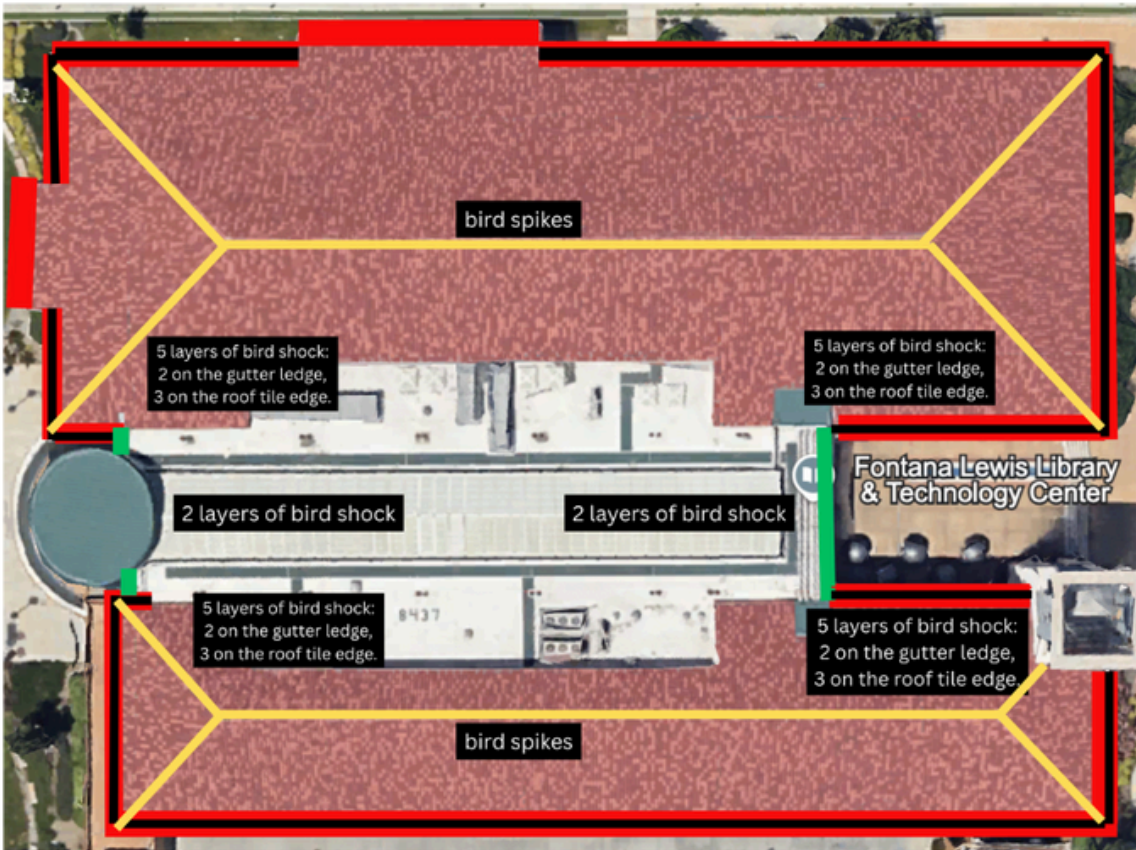 bird spikes
5 layers of bird shock:
2 on the gutter ledge,
3 on the roof tile edge.
5 layers of bird shock:
2 on the gutter ledge,
3 on the roof tile edge.
Fontana Lewis Library
& Technology Center
2 layers of bird shock
2 layers of bird shock
5 layers of bird shock:
2 on the gutter ledge,
3 on the roof tile edge.
8437
5 layers of bird shock:
2 on the gutter ledge,
3 on the roof tile edge.
bird spikes